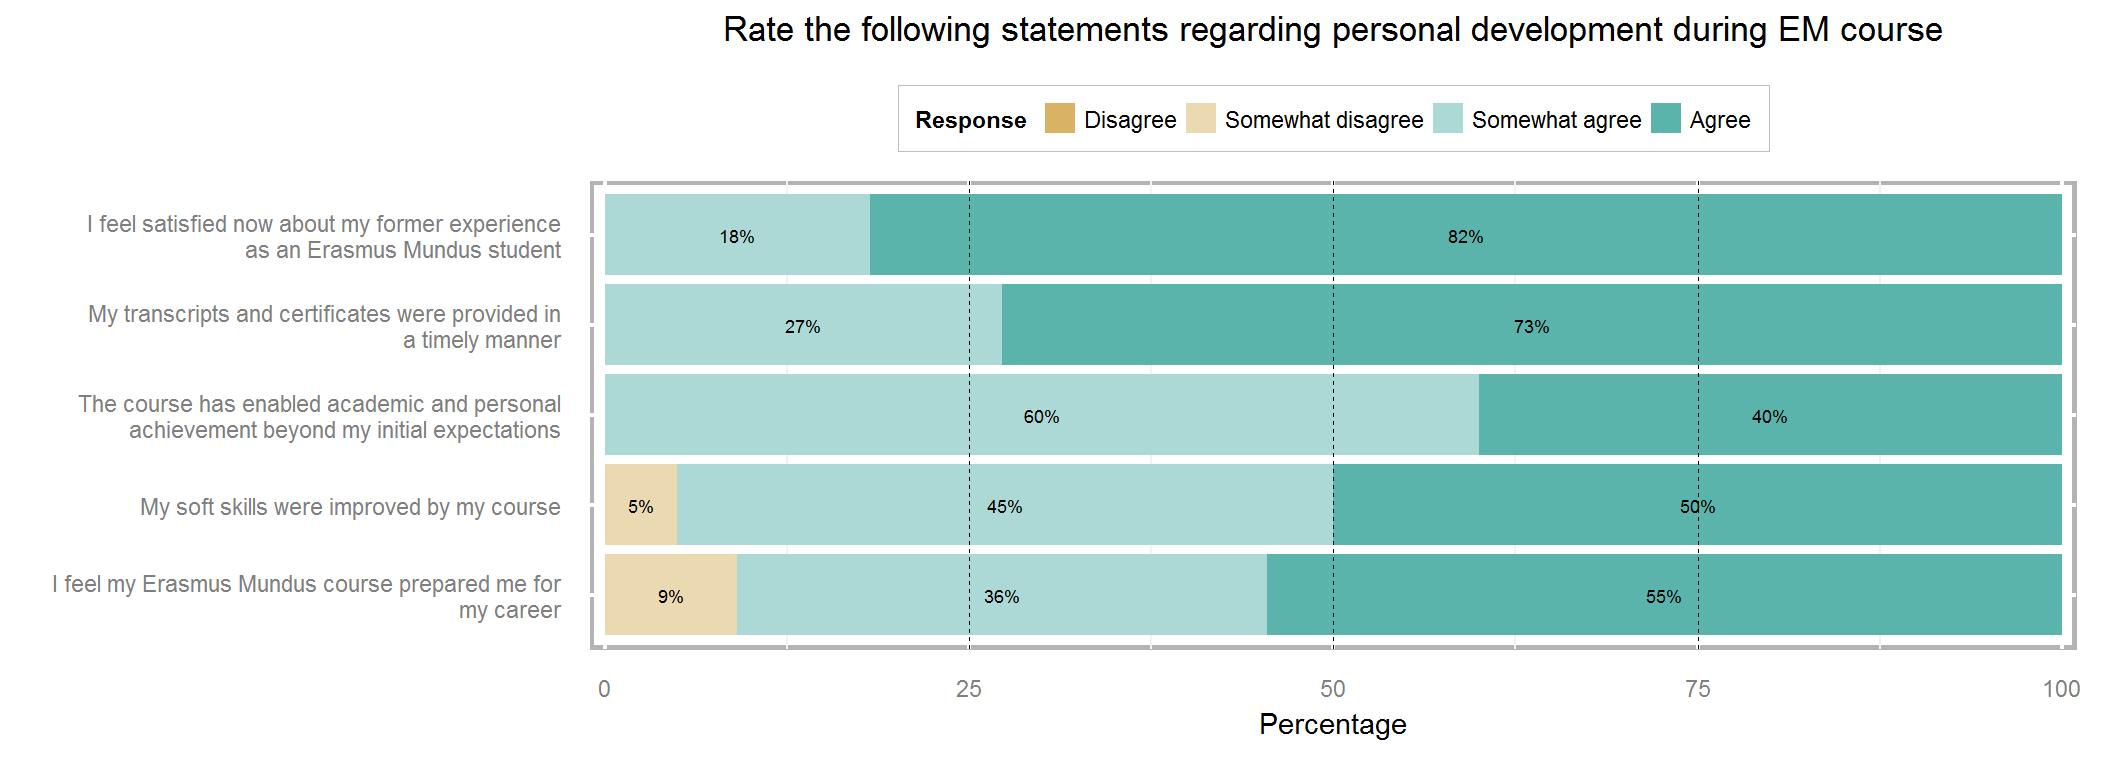 Rate the following statements regarding personal development during EM course
Response Disagree Somewhat disagree Somewhat agree Agree
I feel satisfied now about my former experience
as an Erasmus Mundus student
18% 82%
My transcripts and certificates were provided in
a timely manner
27% 73%
The course has enabled academic and personal
achievement beyond my initial expectations
60% 40%
My soft skills were improved by my course
5% 45% 50%
I feel my Erasmus Mundus course prepared me for
my career
9% 36% 55%
0 25 50 75 100
Percentage